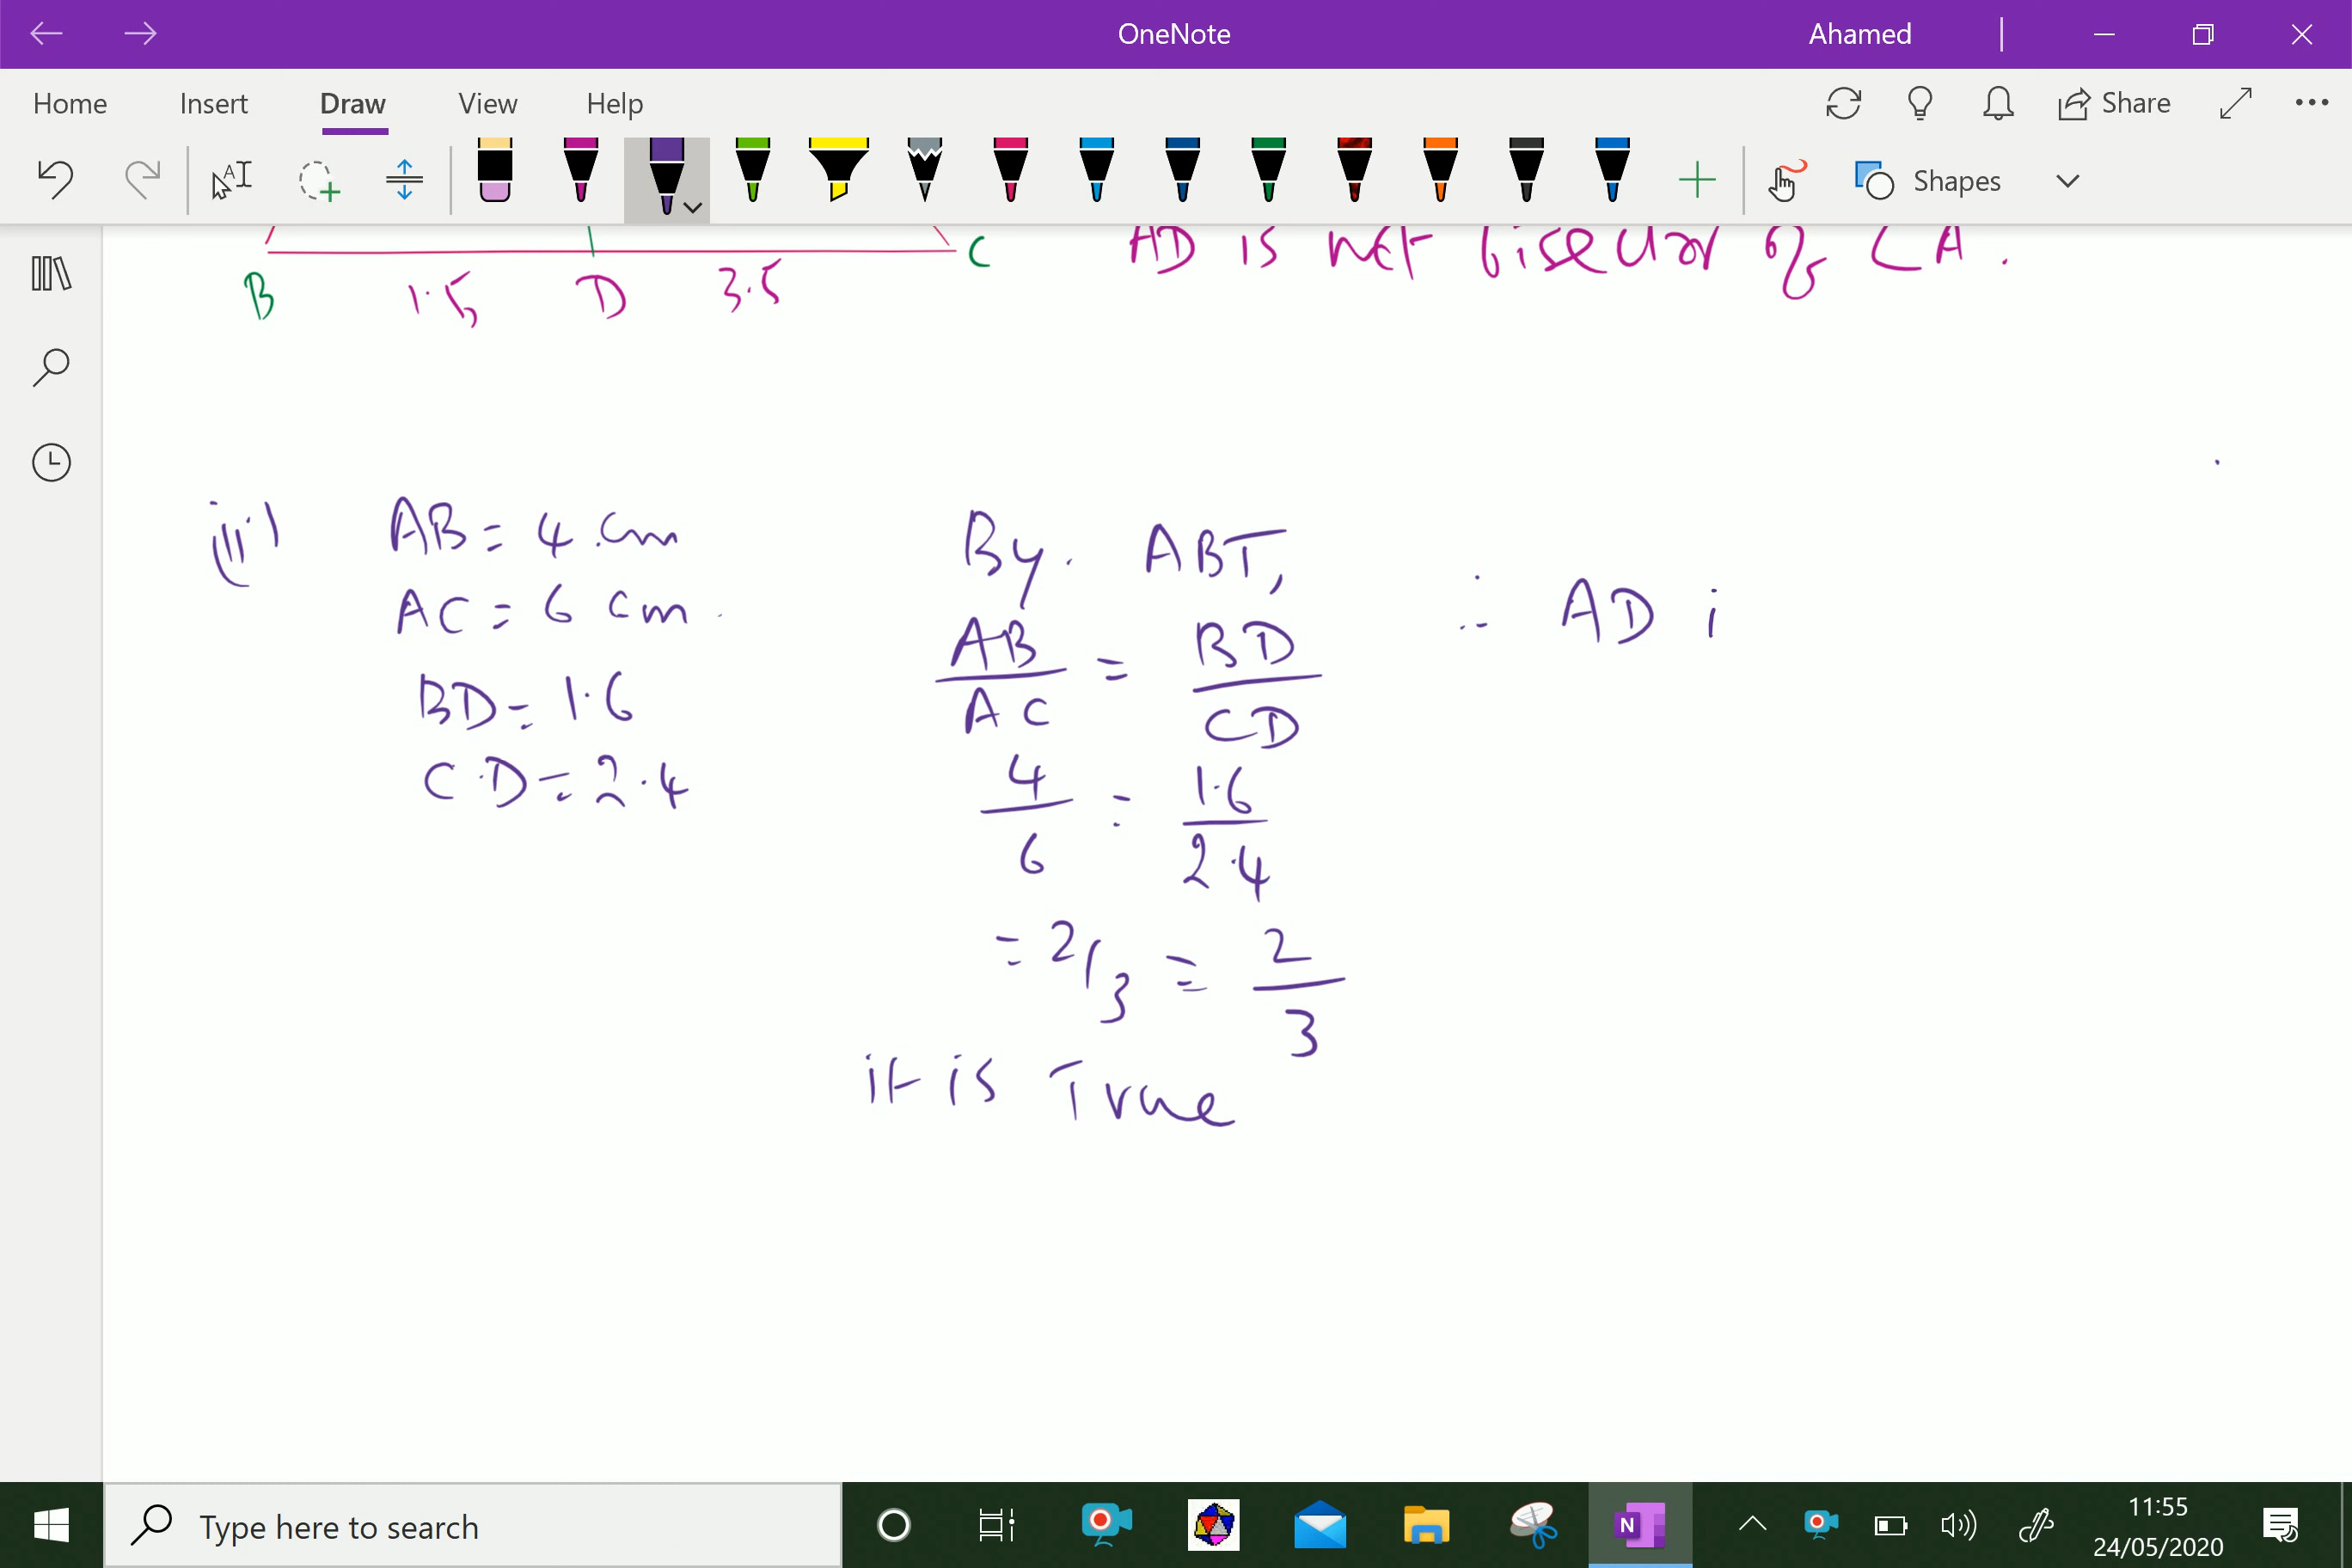 OneNote
Ahamed
Home Insert Draw View Help
Share
Shapes
AD is not bisector of ∠A.
B 1.5 D 3.5 C
iii)
AB = 4 cm
AC = 6 cm
BD = 1.6
CD = 2.4
By ABT,
AB/AC = BD/CD
4/6 = 1.6/2.4
= 2/3 = 2/3
it is True
∴ AD i
Type here to search
11:55
24/05/2020